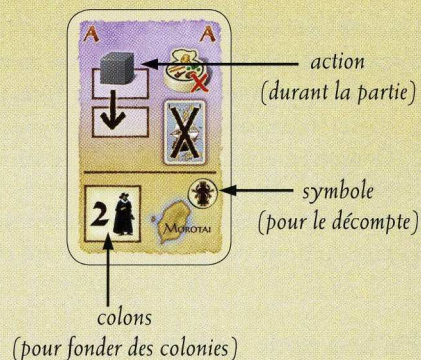 A A
action
(durant la partie)
symbole
(pour le décompte)
2
MOROTAI
colons
(pour fonder des colonies)